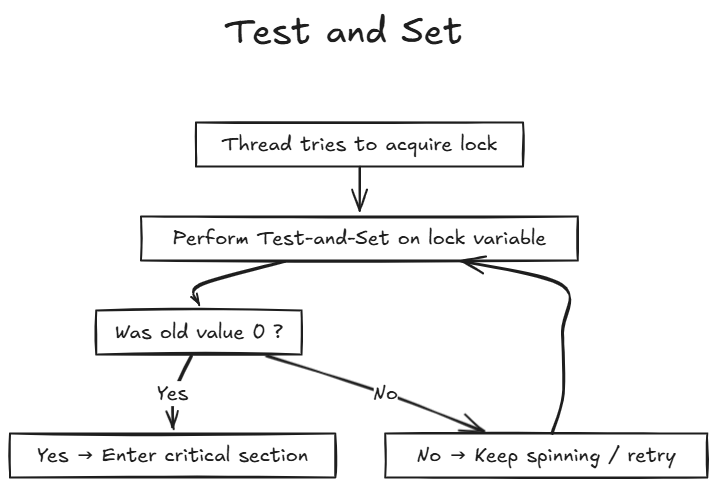 Test and Set
Thread tries to acquire lock
Perform Test-and-Set on lock variable
Was old value 0 ?
Yes
No
Yes → Enter critical section
No → Keep spinning / retry